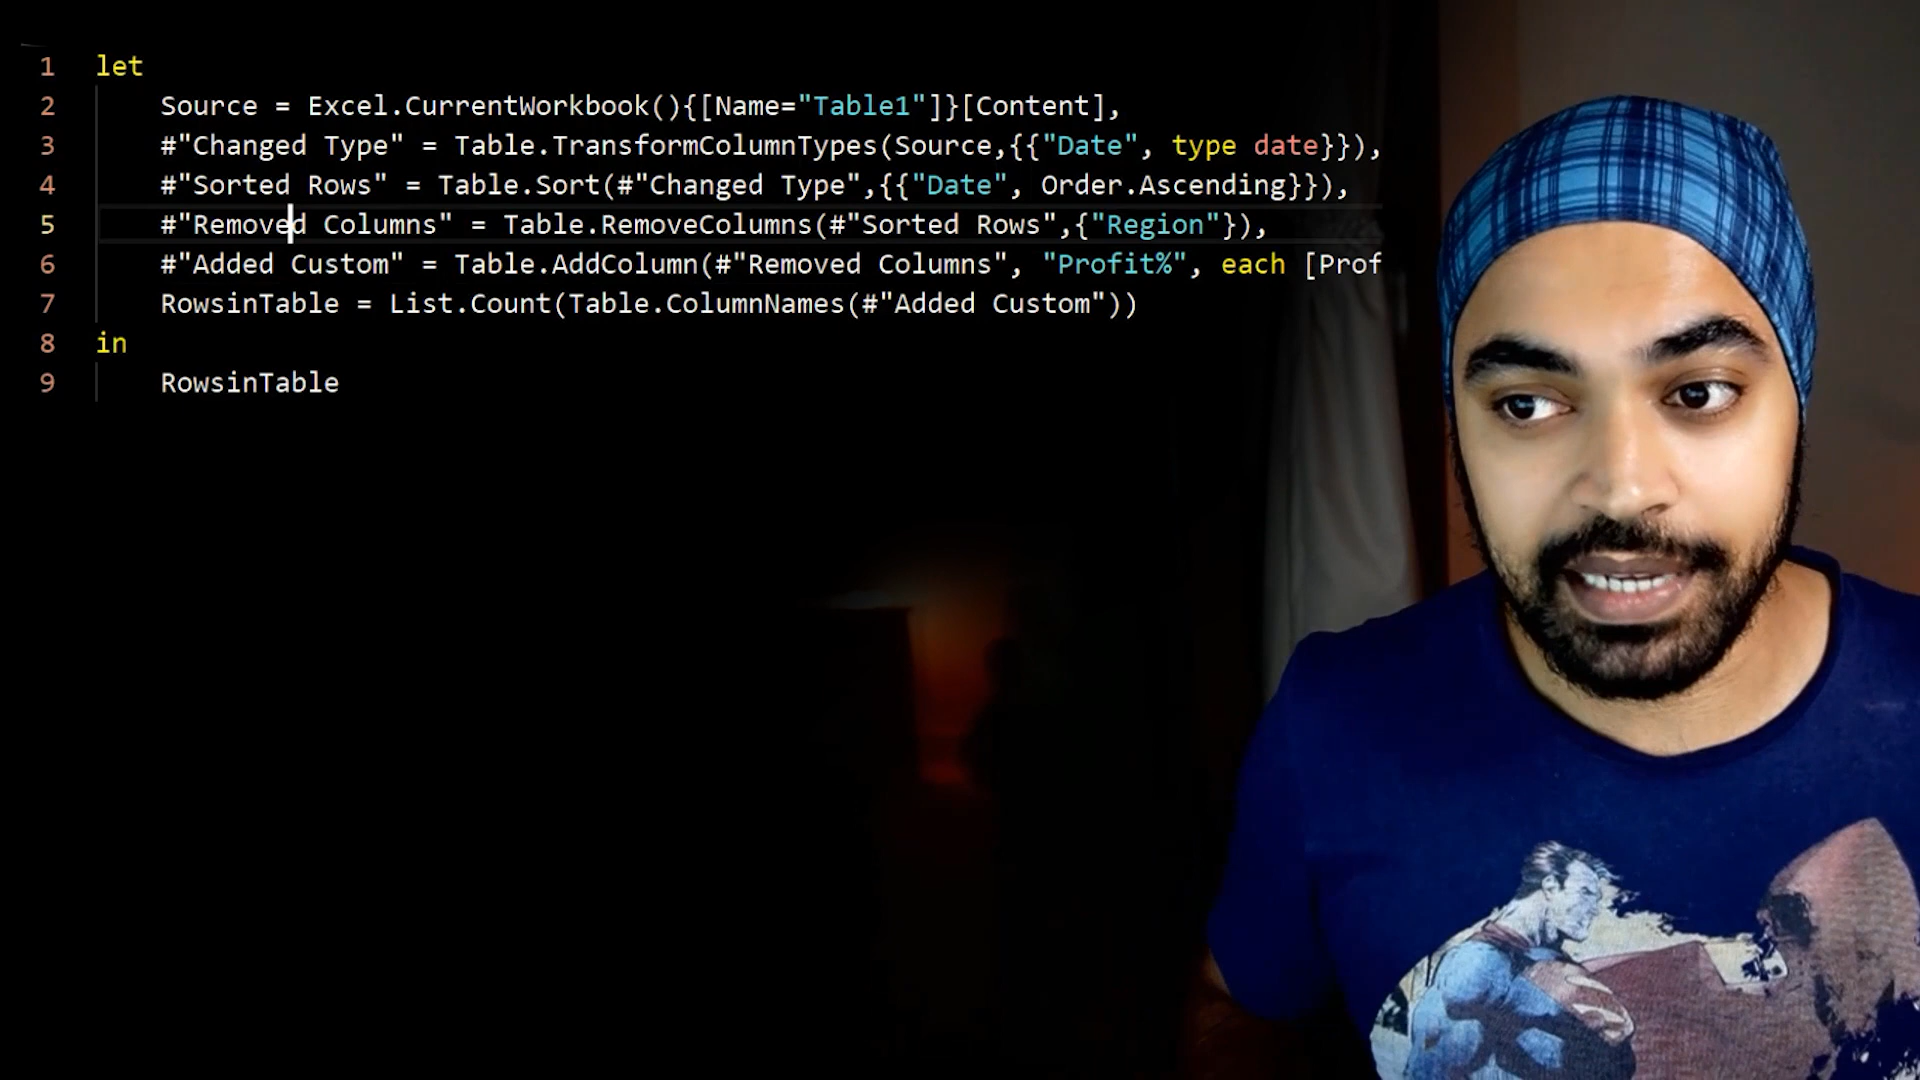 1 let
2 Source = Excel.CurrentWorkbook(){[Name="Table1"]}[Content],
3 #"Changed Type" = Table.TransformColumnTypes(Source,{{"Date", type date}}),
4 #"Sorted Rows" = Table.Sort(#"Changed Type",{{"Date", Order.Ascending}}),
5 #"Removed Columns" = Table.RemoveColumns(#"Sorted Rows",{"Region"}),
6 #"Added Custom" = Table.AddColumn(#"Removed Columns", "Profit%", each [Prof
7 RowsinTable = List.Count(Table.ColumnNames(#"Added Custom"))
8 in
9 RowsinTable